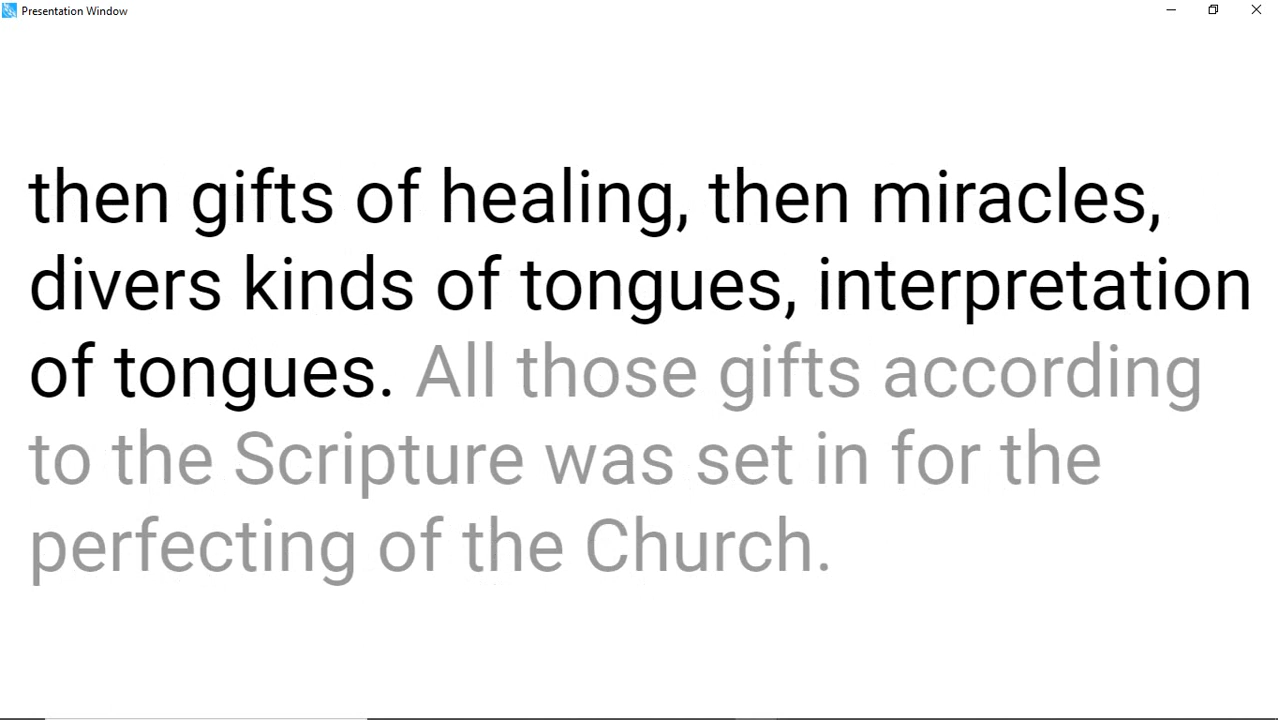 Presentation Window
then gifts of healing, then miracles,
divers kinds of tongues, interpretation
of tongues. All those gifts according
to the Scripture was set in for the
perfecting of the Church.